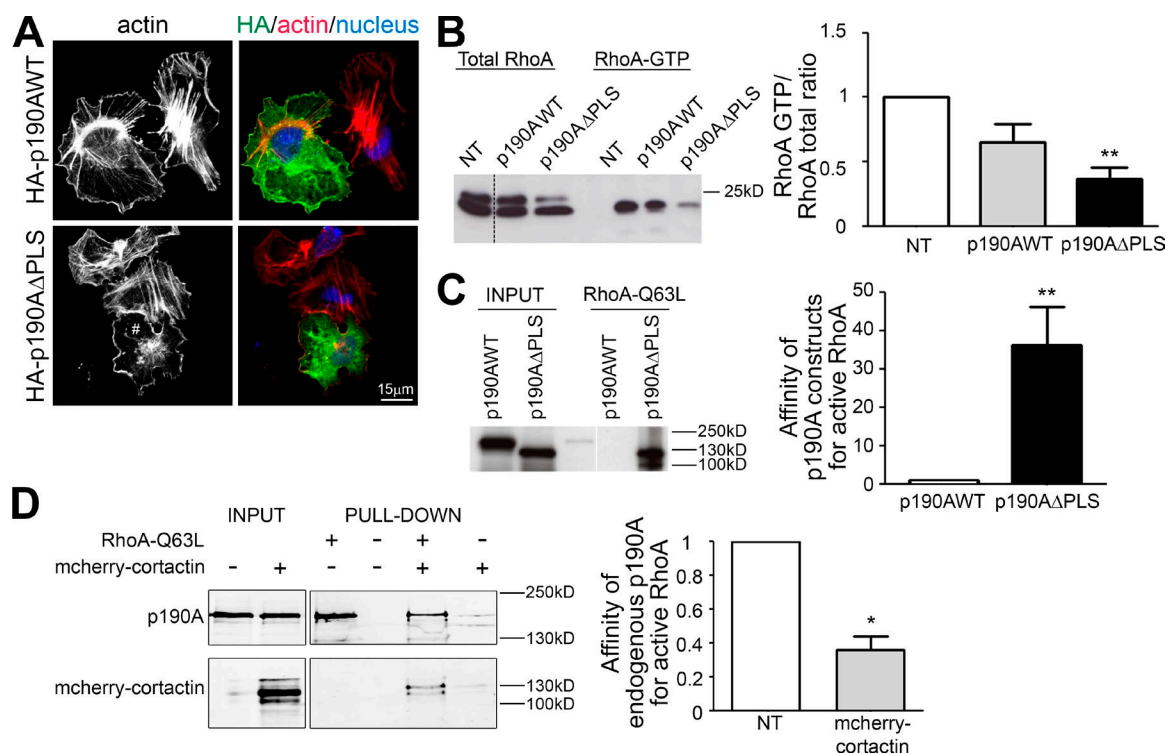 A
actin
HA/actin/nucleus
HA-p190AWT
HA-p190AΔPLS
#
15μm
B
Total RhoA
RhoA-GTP
NT
p190AWT
p190AΔPLS
NT
p190AWT
p190AΔPLS
25kD
RhoA GTP/
RhoA total ratio
1.5
1
0.5
0
**
NT
p190AWT
p190AΔPLS
C
INPUT
RhoA-Q63L
p190AWT
p190AΔPLS
p190AWT
p190AΔPLS
250kD
130kD
100kD
Affinity of
p190A constructs
for active RhoA
50
40
30
20
10
0
**
p190AWT
p190AΔPLS
D
INPUT
PULL-DOWN
RhoA-Q63L
+ - + -
mcherry-cortactin
- + - - + +
p190A
250kD
130kD
mcherry-cortactin
130kD
100kD
Affinity of
endogenous p190A
for active RhoA
1
0.8
0.6
0.4
0.2
0
*
NT
mcherry-
cortactin